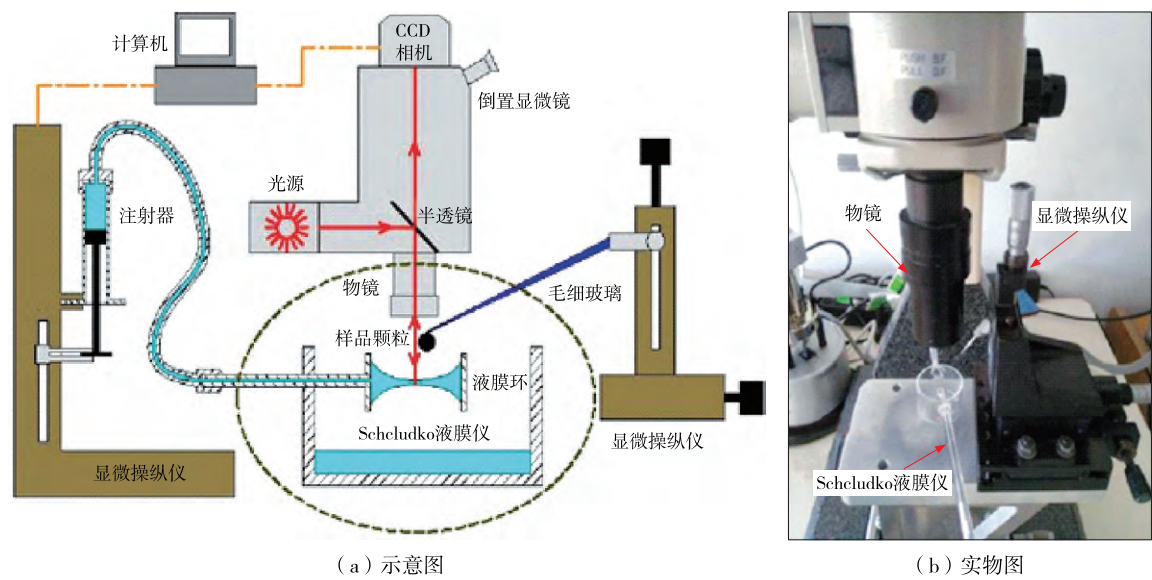 计算机
CCD
相机
倒置显微镜
光源
注射器
半透镜
物镜
毛细玻璃
样品颗粒
液膜环
Schcludko液膜仪
显微操纵仪
显微操纵仪
(a)示意图
PUSH B.F.
PULL D.F.
物镜
显微操纵仪
Schcludko液膜仪
(b)实物图